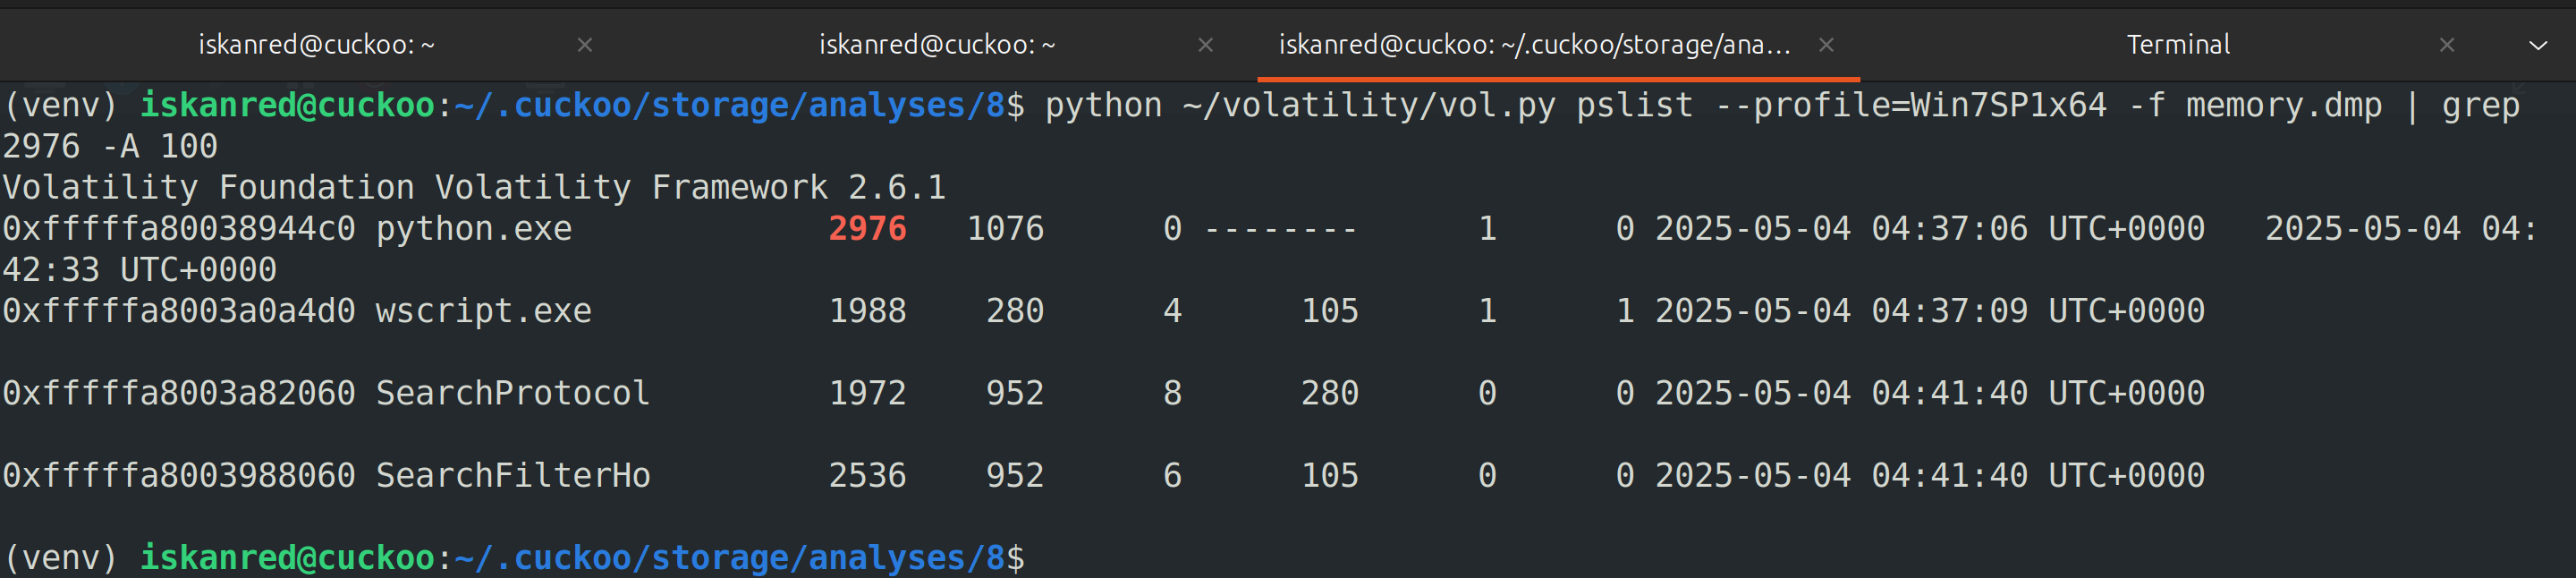 iskanred@cuckoo: ~ × iskanred@cuckoo: ~ × iskanred@cuckoo: ~/.cuckoo/storage/ana... × Terminal ×
(venv) iskanred@cuckoo:~/.cuckoo/storage/analyses/8$ python ~/volatility/vol.py pslist --profile=Win7SP1x64 -f memory.dmp | grep
2976 -A 100
Volatility Foundation Volatility Framework 2.6.1
0xfffffa80038944c0 python.exe             2976   1076      0 --------      1      0 2025-05-04 04:37:06 UTC+0000   2025-05-04 04:
42:33 UTC+0000
0xfffffa8003a0a4d0 wscript.exe            1988    280      4      105      1      1 2025-05-04 04:37:09 UTC+0000
0xfffffa8003a82060 SearchProtocol         1972    952      8      280      0      0 2025-05-04 04:41:40 UTC+0000
0xfffffa8003988060 SearchFilterHo         2536    952      6      105      0      0 2025-05-04 04:41:40 UTC+0000
(venv) iskanred@cuckoo:~/.cuckoo/storage/analyses/8$